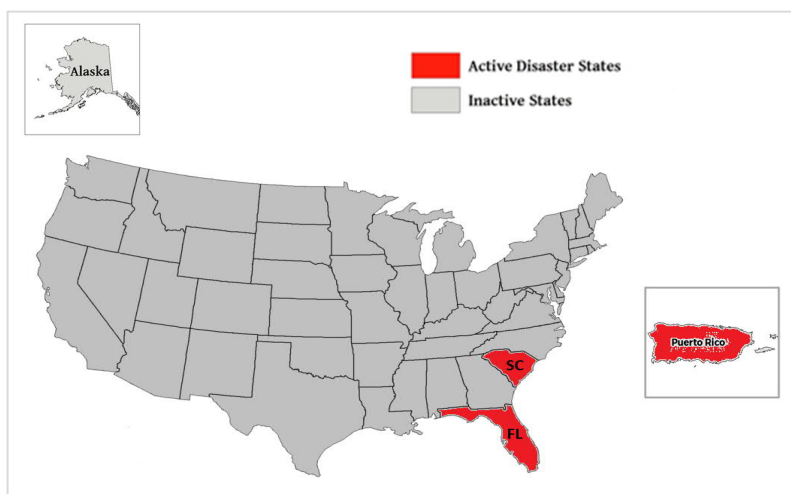 Alaska
Active Disaster States
Inactive States
Puerto Rico
SC
FL